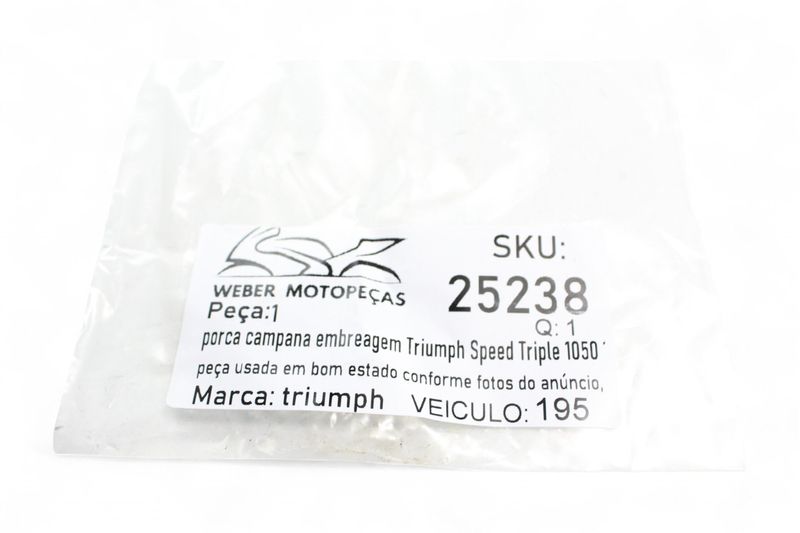 WEBER MOTOPEÇAS
SKU:
25238
Peça:1
Q: 1
porca campana embreagem Triumph Speed Triple 1050
peça usada em bom estado conforme fotos do anúncio,
Marca: triumph
VEICULO: 195